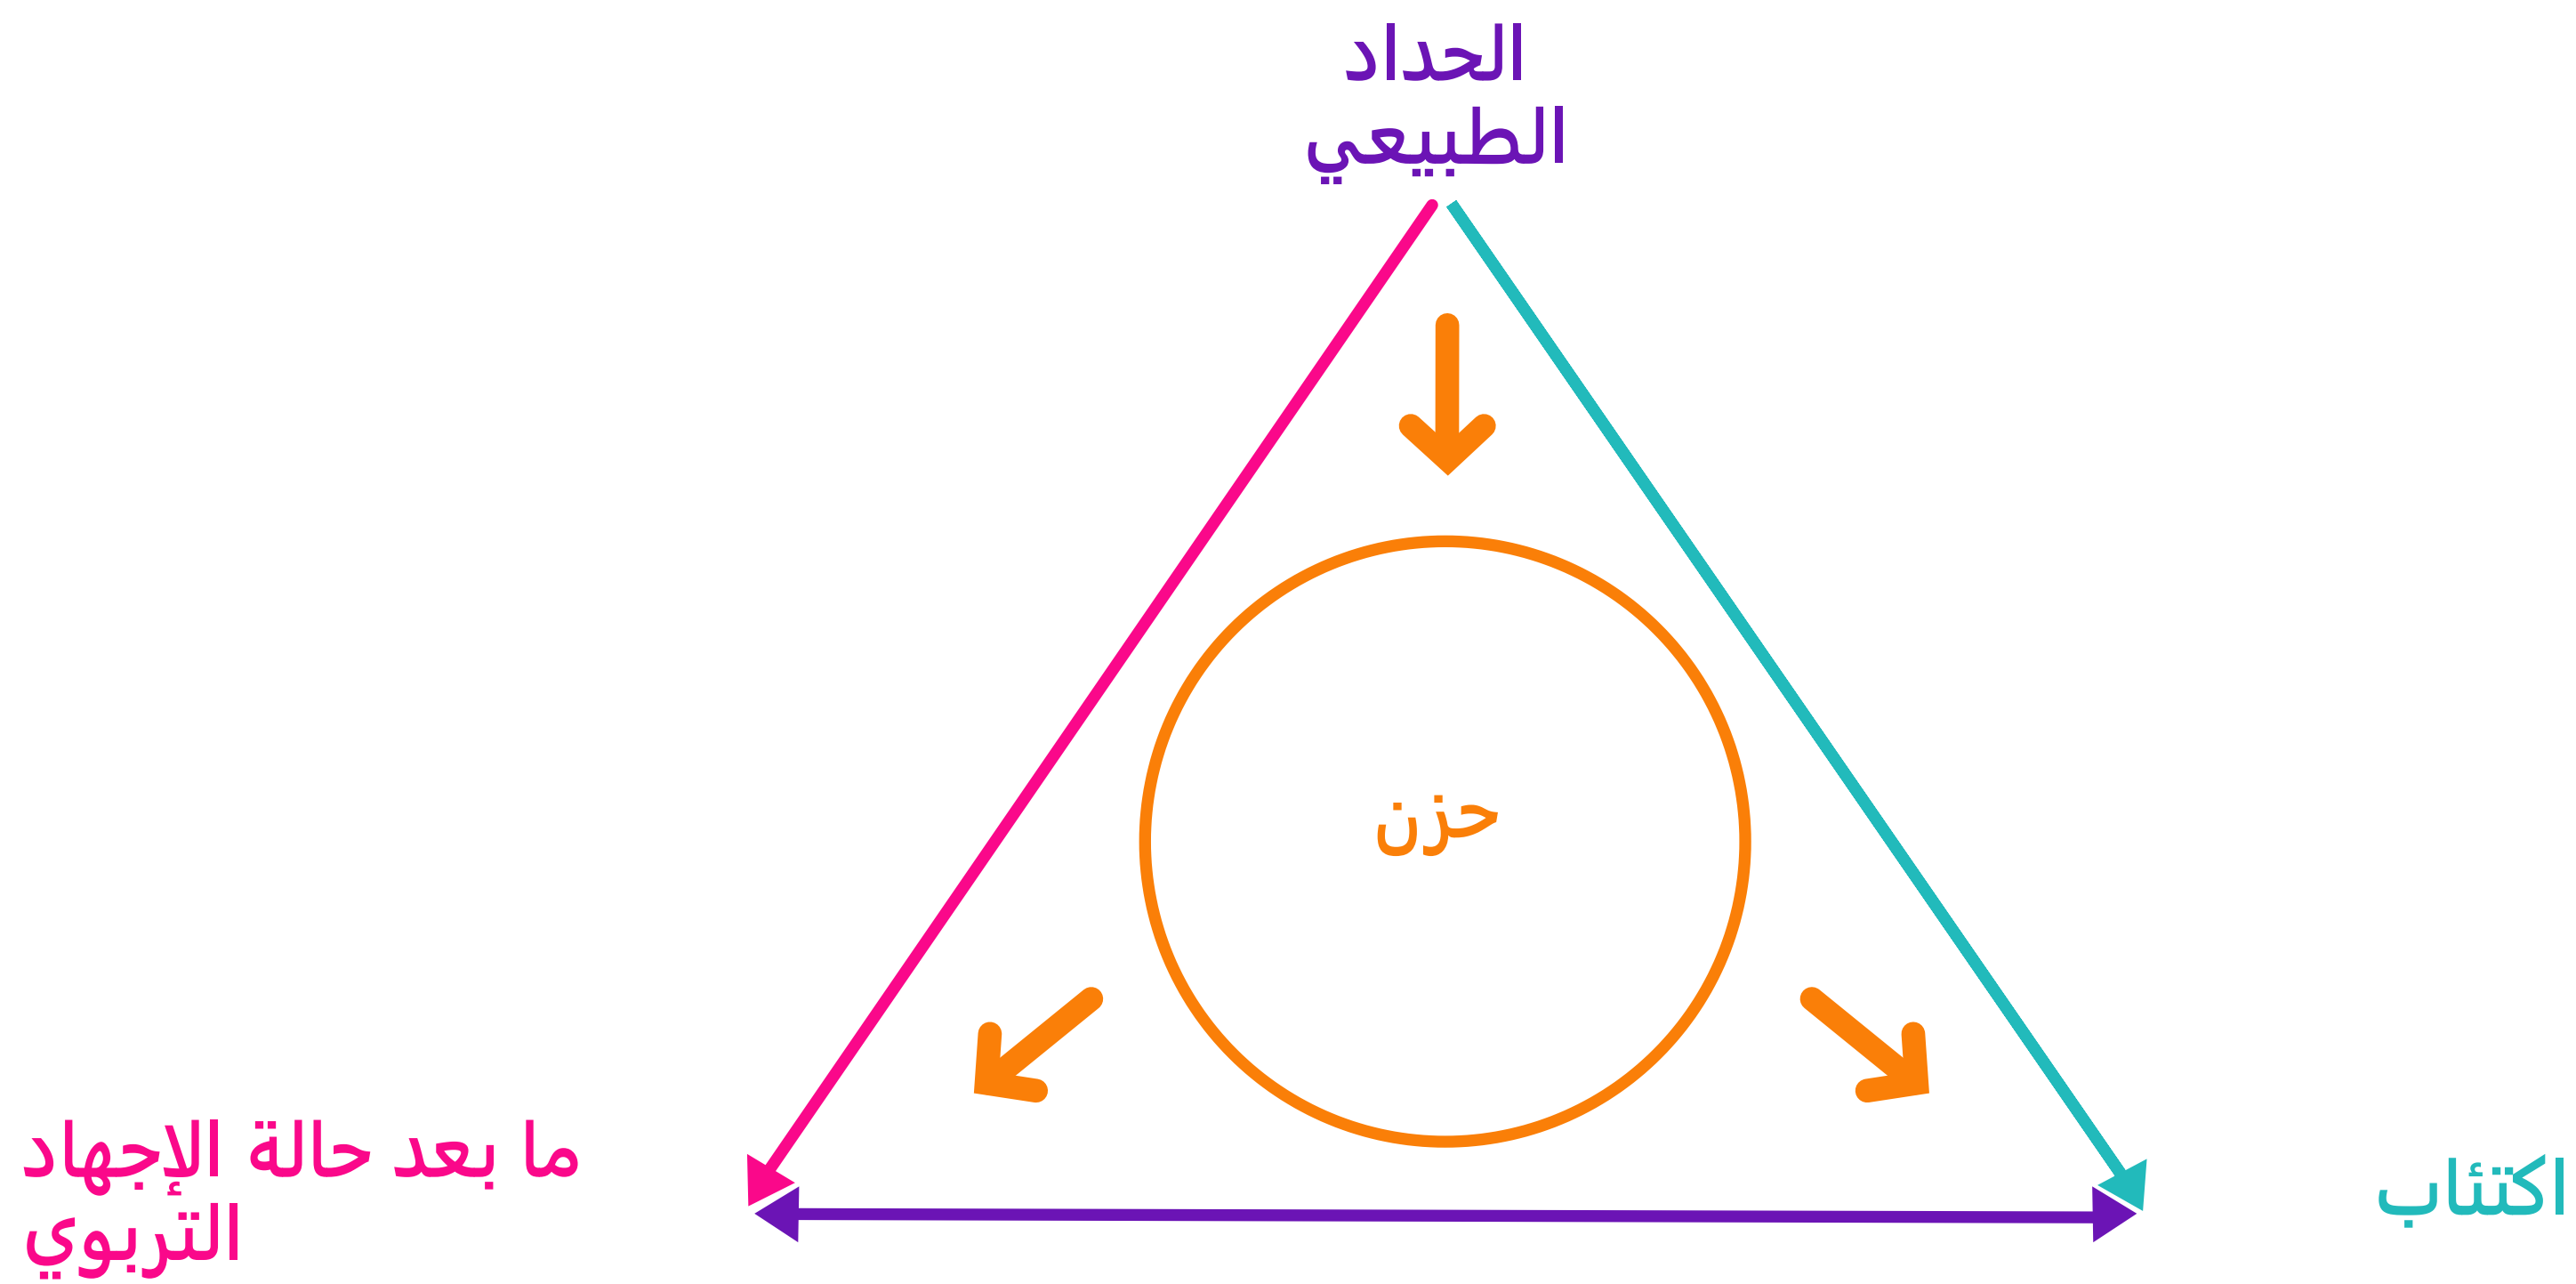 الحداد
الطبيعي
حزن
ما بعد حالة الإجهاد
التربوي
اكتئاب